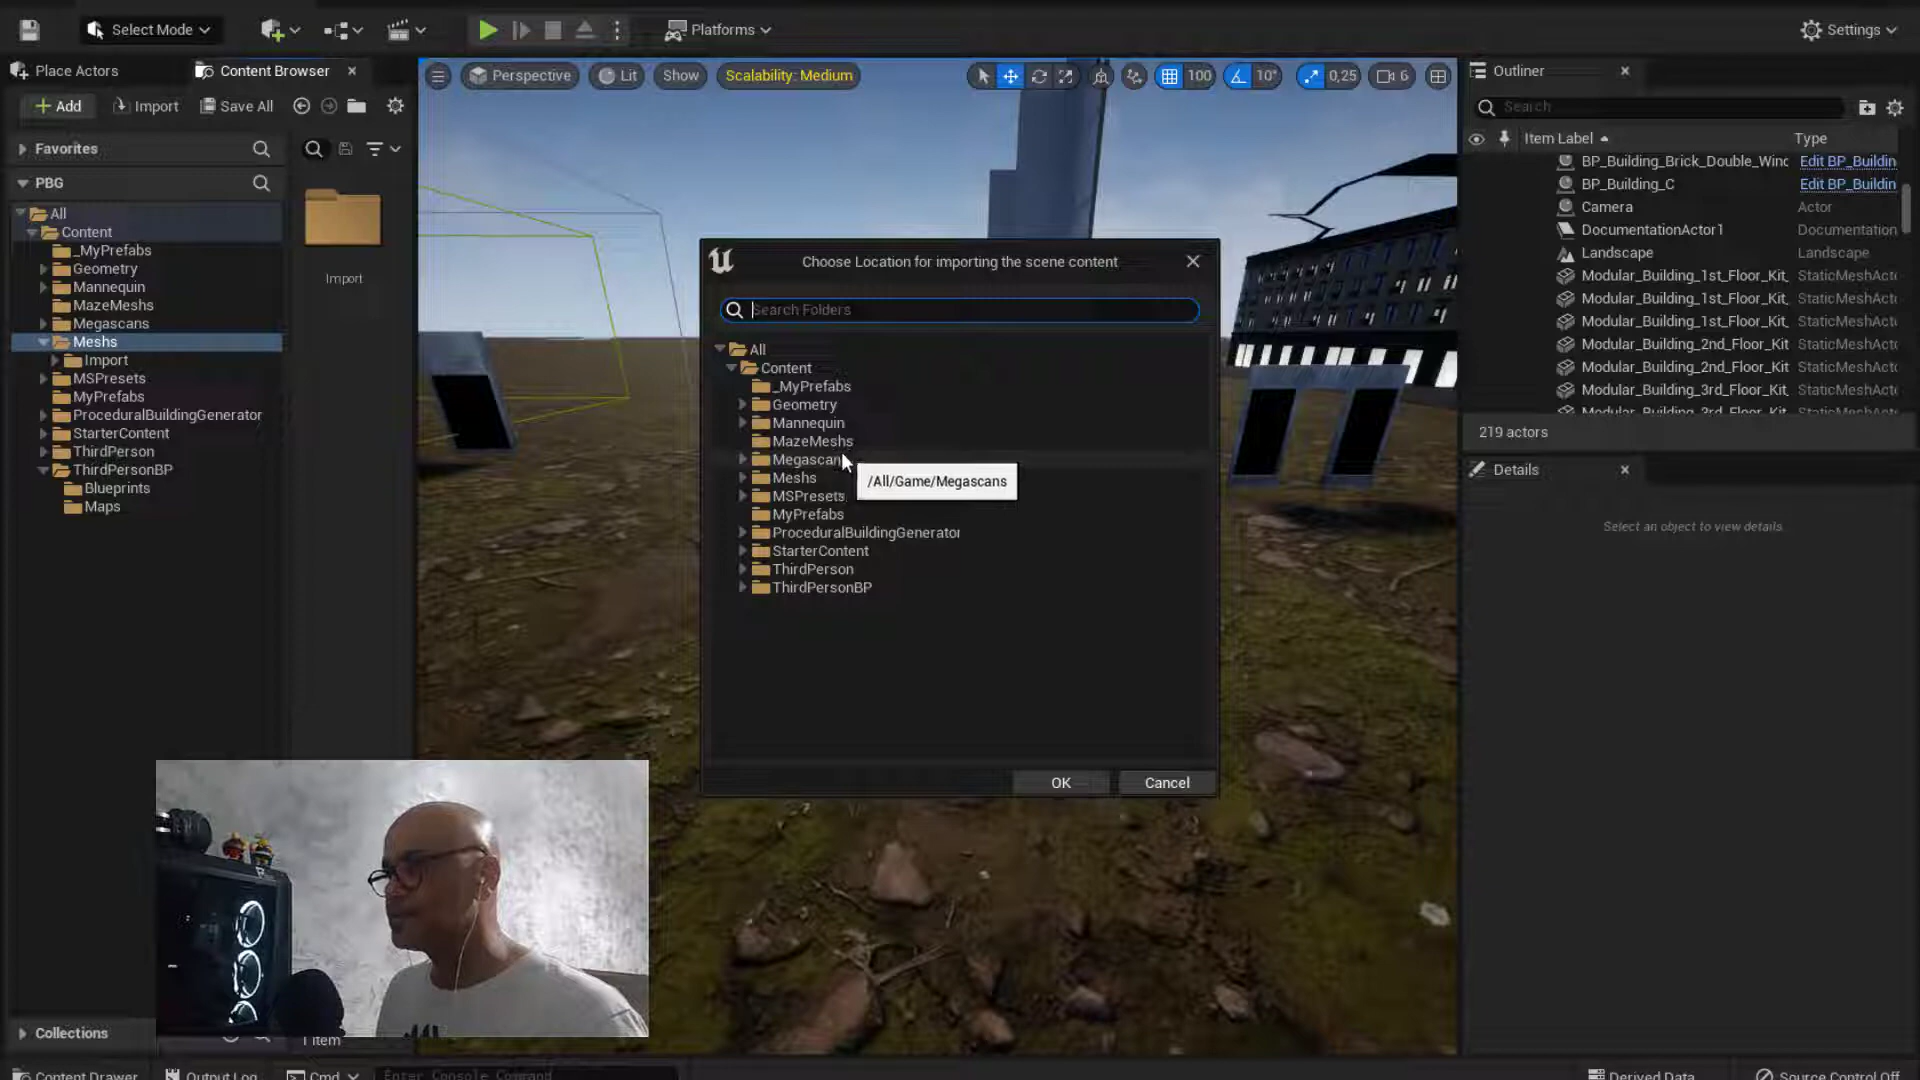 Select Mode
Platforms
Settings
Place Actors
Content Browser
Perspective
Lit
Show
Scalability: Medium
100
10°
0,25
6
Outliner
Add
Import
Save All
Search
Favorites
Item Label
Type
BP_Building_Brick_Double_Winc
Edit BP_Buildin
PBG
BP_Building_C
Edit BP_Buildin
Camera
Actor
DocumentationActor1
Documentation
Landscape
Landscape
Modular_Building_1st_Floor_Kit_
StaticMeshActo
Modular_Building_1st_Floor_Kit_
StaticMeshActo
Modular_Building_1st_Floor_Kit_
StaticMeshActo
Modular_Building_2nd_Floor_Kit_
StaticMeshActo
Modular_Building_2nd_Floor_Kit_
StaticMeshActo
Modular_Building_3rd_Floor_Kit_
StaticMeshActo
Modular_Building_3rd_Floor_Kit_
StaticMeshActo
219 actors
Details
Select an object to view details.
All
Content
_MyPrefabs
Geometry
Mannequin
MazeMeshs
Megascans
Meshs
Import
MSPresets
MyPrefabs
ProceduralBuildingGenerator
StarterContent
ThirdPerson
ThirdPersonBP
Blueprints
Maps
Import
Choose Location for importing the scene content
Search Folders
All
Content
_MyPrefabs
Geometry
Mannequin
MazeMeshs
Megascan
/All/Game/Megascans
Meshs
MSPresets
MyPrefabs
ProceduralBuildingGenerator
StarterContent
ThirdPerson
ThirdPersonBP
OK
Cancel
Collections
1 item
Content Drawer
Output Log
Cmd
Enter Console Command
Derived Data
Source Control Off